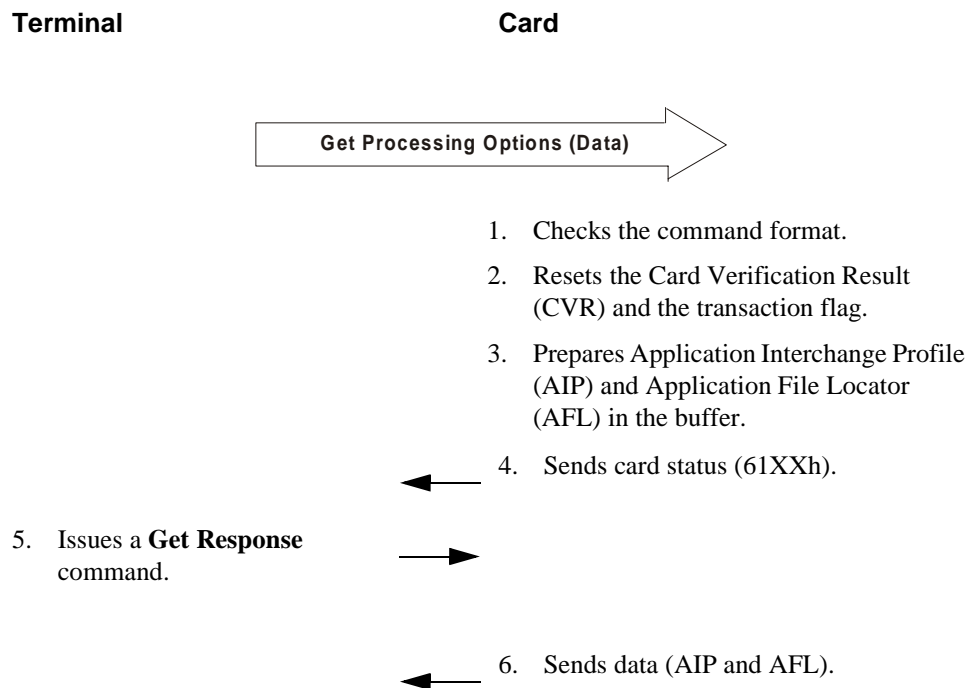 Terminal
Card
Get Processing Options (Data)
1. Checks the command format.
2. Resets the Card Verification Result
(CVR) and the transaction flag.
3. Prepares Application Interchange Profile
(AIP) and Application File Locator
(AFL) in the buffer.
4. Sends card status (61XXh).
5. Issues a Get Response
command.
6. Sends data (AIP and AFL).